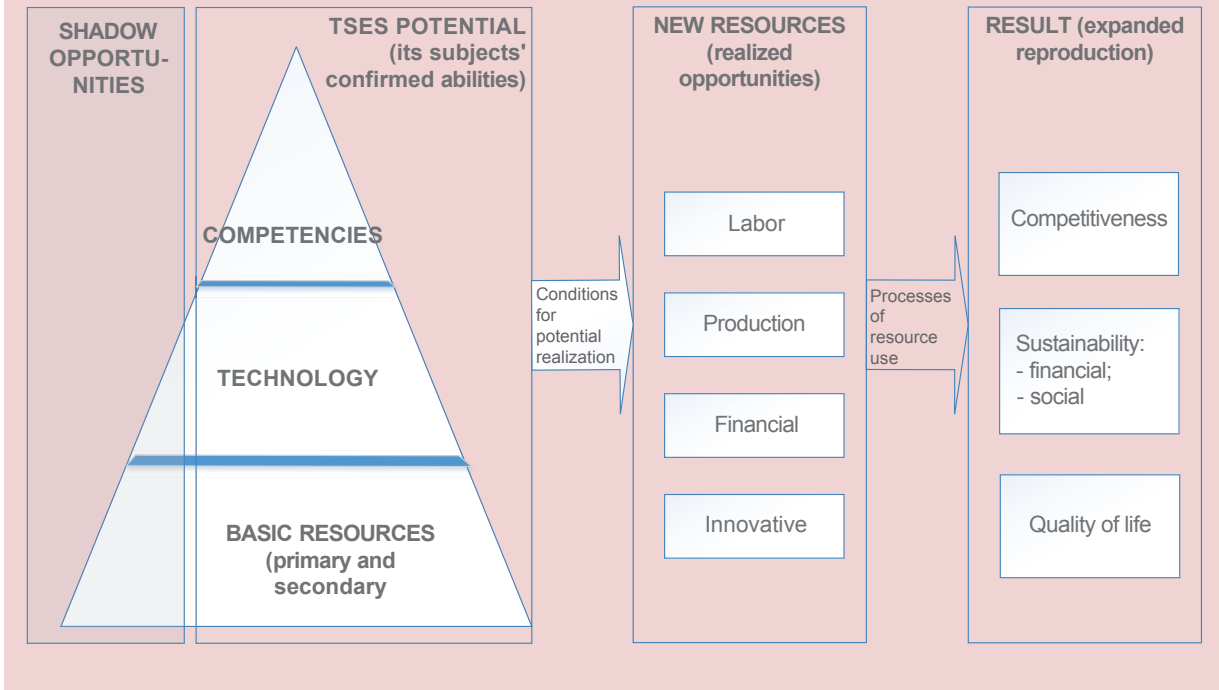 SHADOW
OPPORTU-
NITIES
TSES POTENTIAL
(its subjects'
confirmed abilities)
COMPETENCIES
TECHNOLOGY
BASIC RESOURCES
(primary and
secondary
Conditions
for
potential
realization
NEW RESOURCES
(realized
opportunities)
Labor
Production
Financial
Innovative
Processes
of
resource
use
RESULT (expanded
reproduction)
Competitiveness
Sustainability:
- financial;
- social
Quality of life